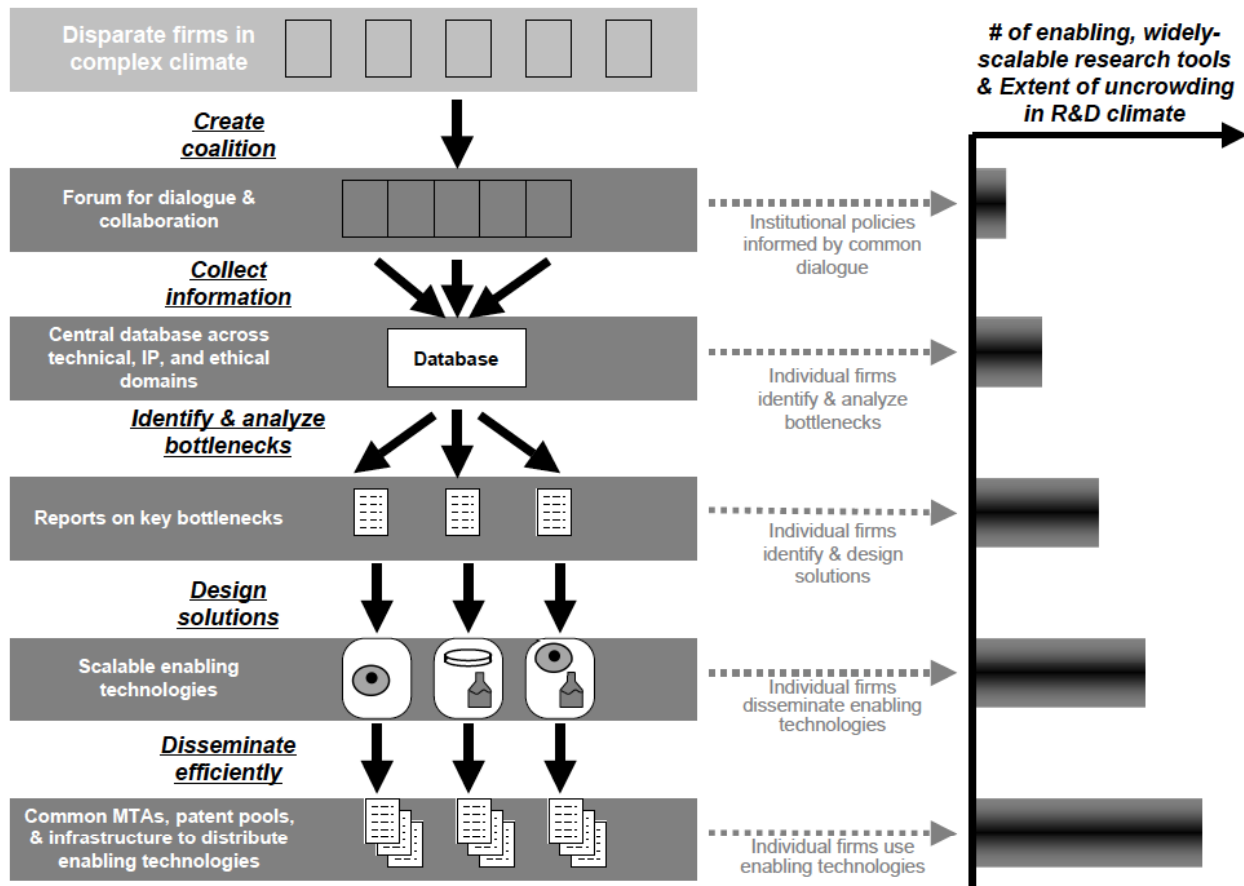 Disparate firms in
complex climate
# of enabling, widely-
scalable research tools
& Extent of uncrowding
in R&D climate
Create
coalition
Forum for dialogue &
collaboration
Institutional policies
informed by common
dialogue
Collect
information
Central database across
technical, IP, and ethical
domains
Database
Individual firms
identify & analyze
bottlenecks
Identify & analyze
bottlenecks
Reports on key bottlenecks
Individual firms
identify & design
solutions
Design
solutions
Scalable enabling
technologies
Individual firms
disseminate enabling
technologies
Disseminate
efficiently
Common MTAs, patent pools,
& infrastructure to distribute
enabling technologies
Individual firms use
enabling technologies